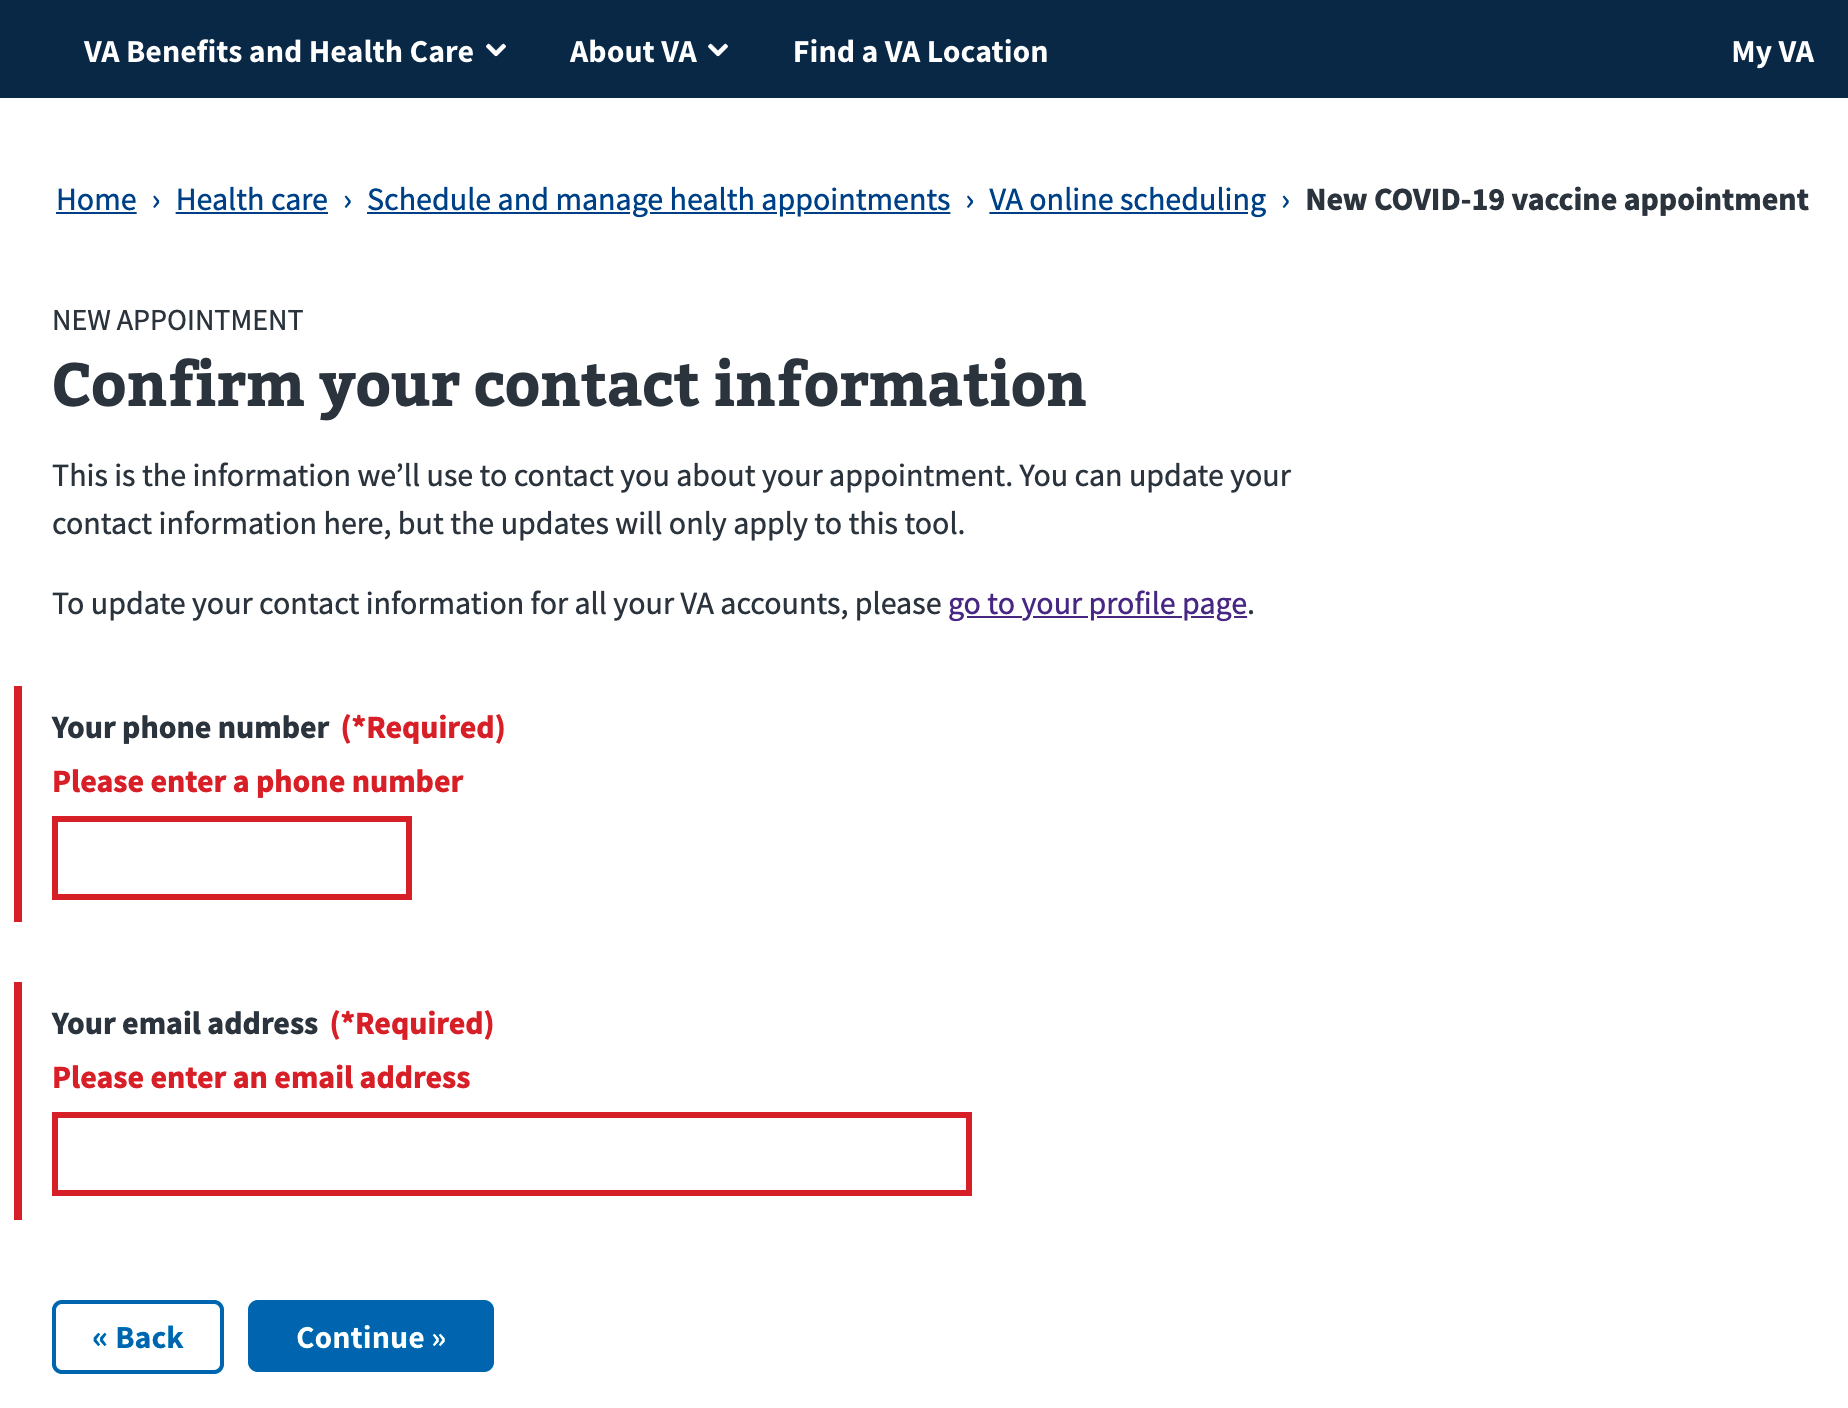 VA Benefits and Health Care About VA Find a VA Location My VA
Home › Health care › Schedule and manage health appointments › VA online scheduling › New COVID-19 vaccine appointment
NEW APPOINTMENT
Confirm your contact information
This is the information we’ll use to contact you about your appointment. You can update your
contact information here, but the updates will only apply to this tool.
To update your contact information for all your VA accounts, please go to your profile page.
Your phone number (*Required)
Please enter a phone number
Your email address (*Required)
Please enter an email address
« Back Continue »